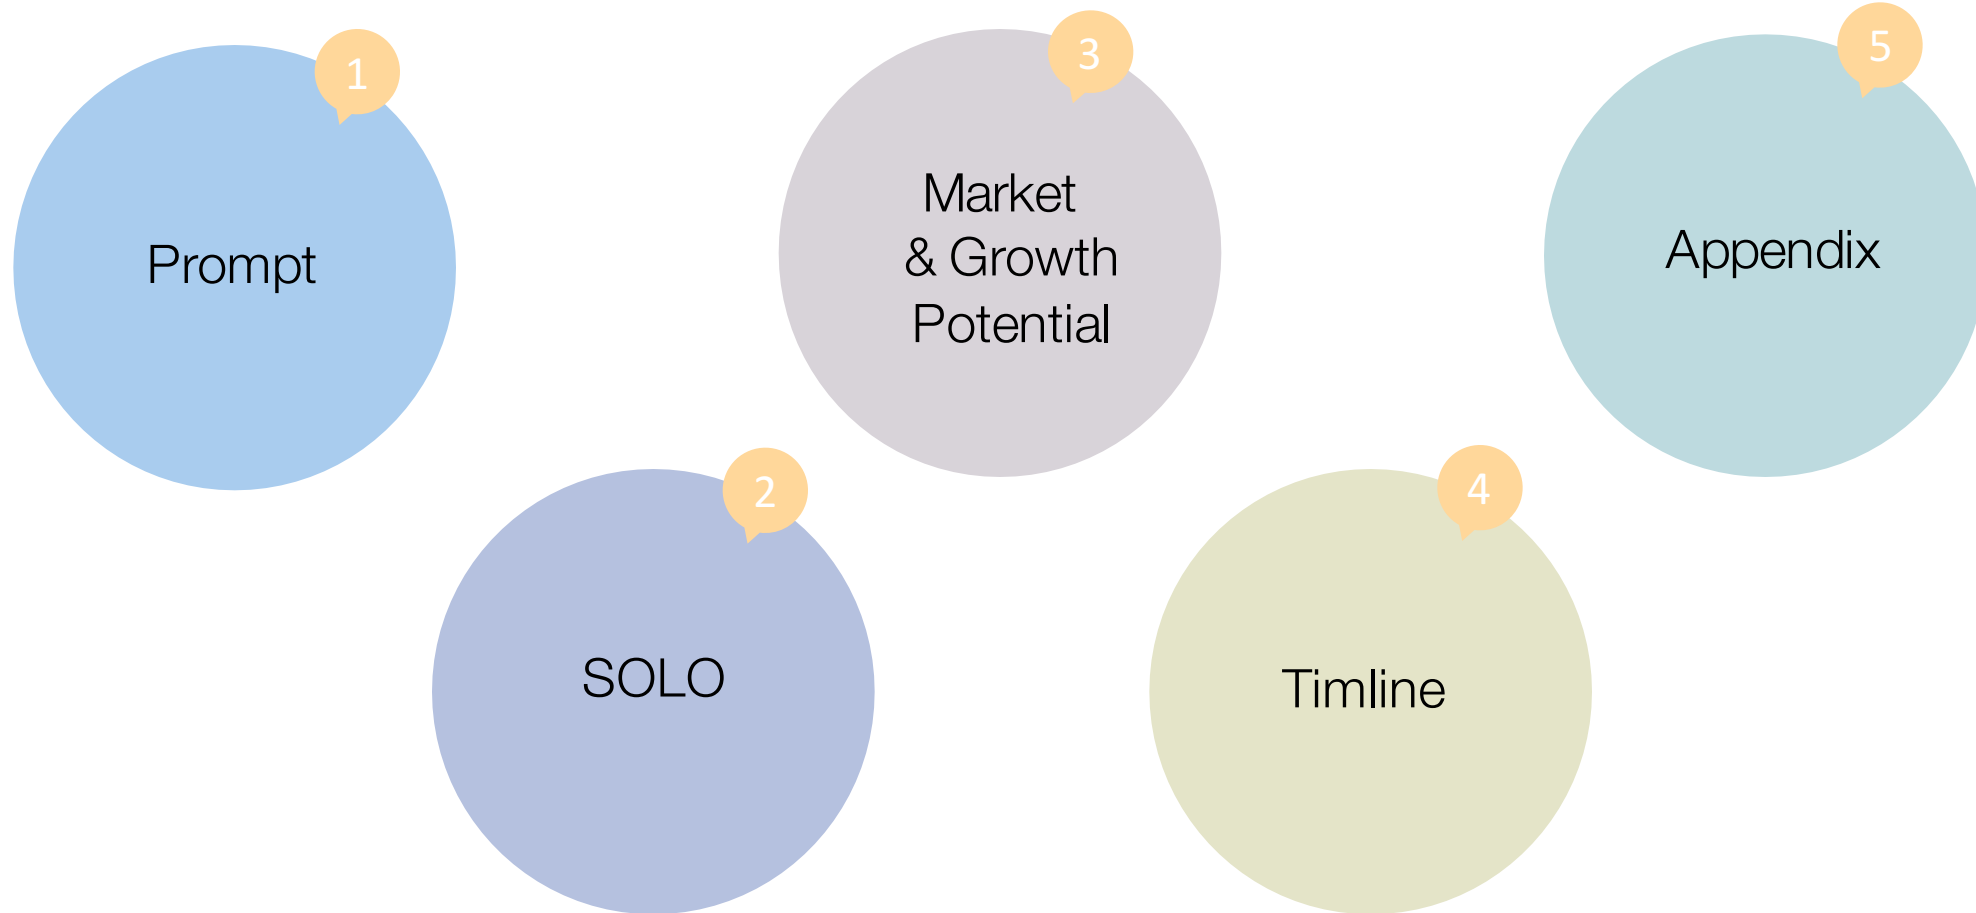 1
Prompt
2
SOLO
3
Market
& Growth
Potential
4
Timline
5
Appendix